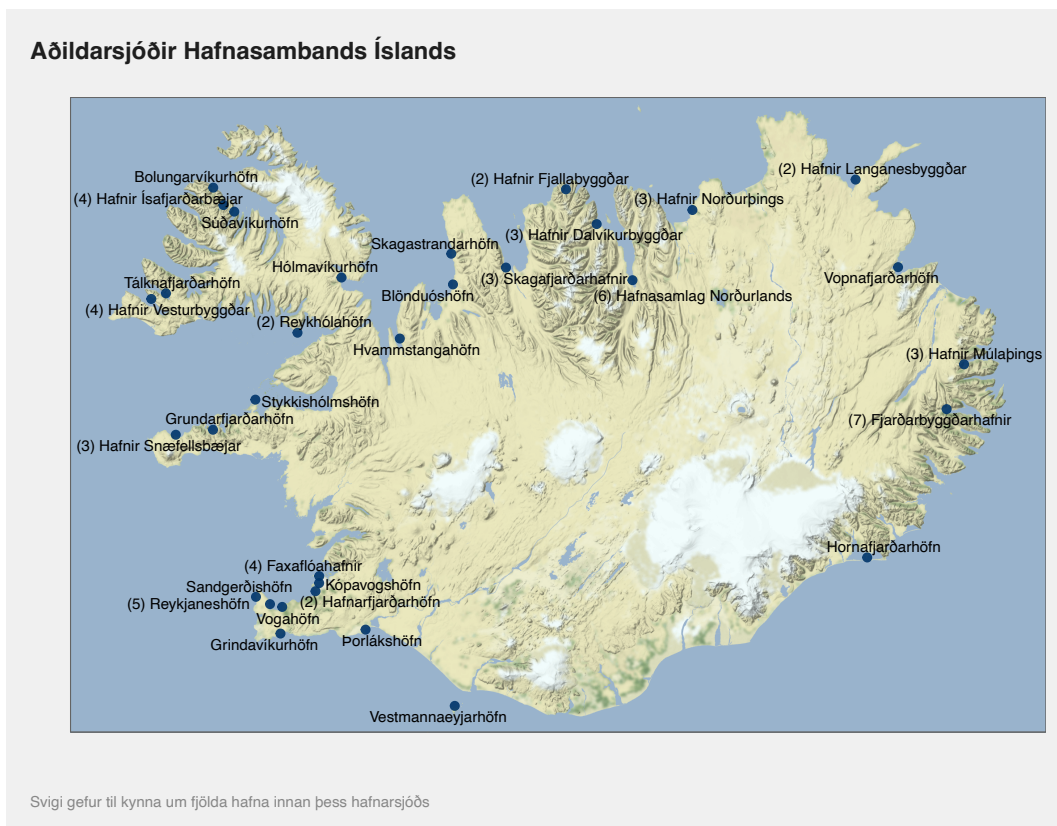 Aðildarsjóðir Hafnasambands Íslands
Bolungarvíkurhöfn
(4) Hafnir Ísafjarðarbæjar
Súðavíkurhöfn
Hólmavíkurhöfn
Tálknafjarðarhöfn
(4) Hafnir Vesturbyggðar
(2) Reykhólahöfn
Stykkishólmshöfn
Grundarfjarðarhöfn
(3) Hafnir Snæfellsbæjar
Skagastrandarhöfn
Blönduóshöfn
Hvammstangahöfn
(2) Hafnir Fjallabyggðar
(3) Hafnir Dalvíkurbyggðar
(3) Skagafjarðarhafnir
(6) Hafnasamlag Norðurlands
(3) Hafnir Norðurþings
(2) Hafnir Langanesbyggðar
Vopnafjarðarhöfn
(3) Hafnir Múlaþings
(7) Fjarðarbyggðarhafnir
Hornafjarðarhöfn
(4) Faxaflóahafnir
Kópavogshöfn
Sandgerðishöfn
(5) Reykjaneshöfn
(2) Hafnarfjarðarhöfn
Vogahöfn
Grindavíkurhöfn
Þorlákshöfn
Vestmannaeyjarhöfn
Svigi gefur til kynna um fjölda hafna innan þess hafnarsjóðs